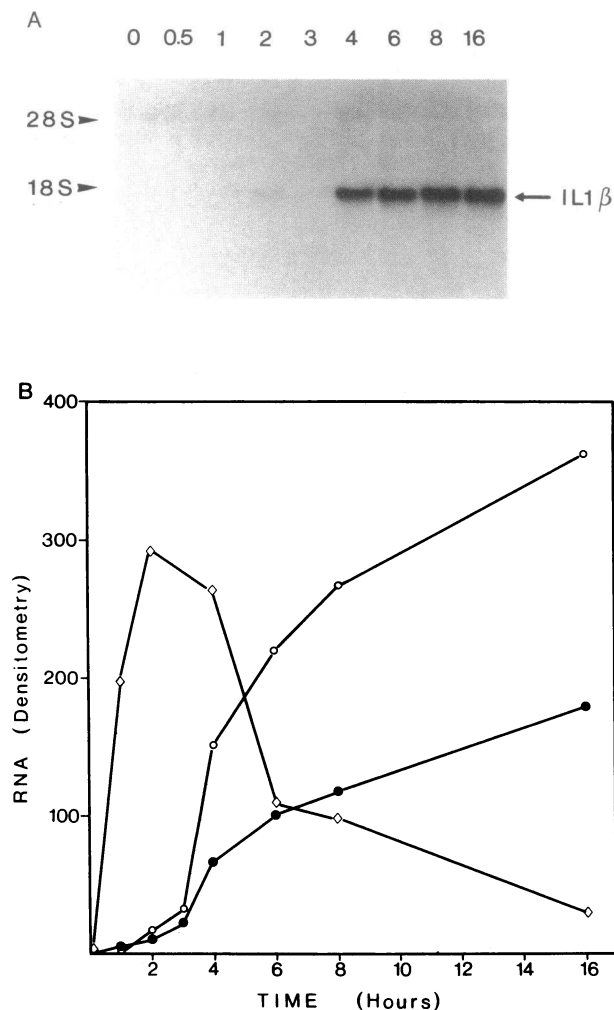 A
0 0.5 1 2 3 4 6 8 16
28S
18S
IL1β
B
400
300
200
100
RNA (Densitometry)
2 4 6 8 10 12 14 16
TIME (Hours)